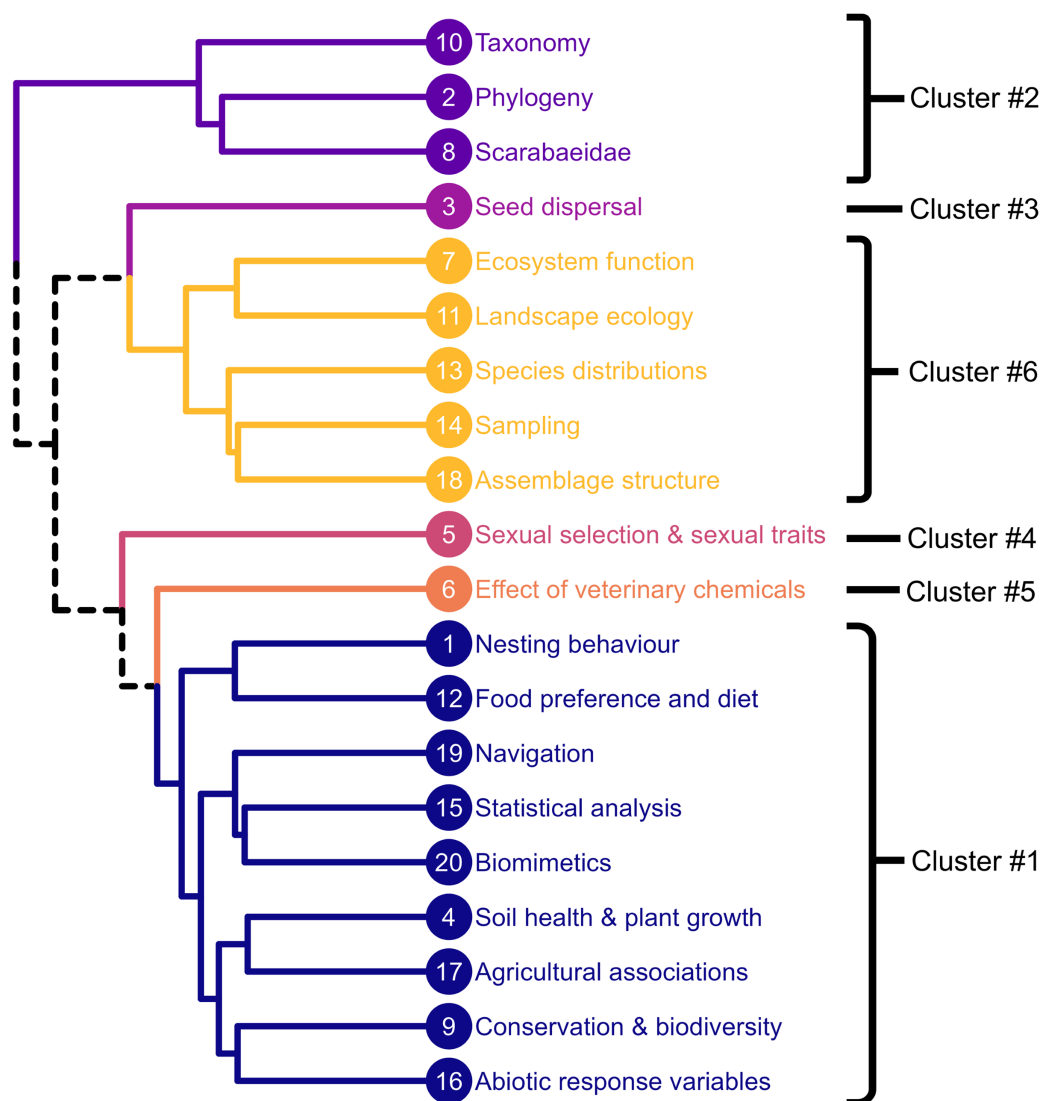 10 Taxonomy
2 Phylogeny
Cluster #2
8 Scarabaeidae
3 Seed dispersal
Cluster #3
7 Ecosystem function
11 Landscape ecology
13 Species distributions
Cluster #6
14 Sampling
18 Assemblage structure
5 Sexual selection & sexual traits
Cluster #4
6 Effect of veterinary chemicals
Cluster #5
1 Nesting behaviour
12 Food preference and diet
19 Navigation
15 Statistical analysis
20 Biomimetics
Cluster #1
4 Soil health & plant growth
17 Agricultural associations
9 Conservation & biodiversity
16 Abiotic response variables